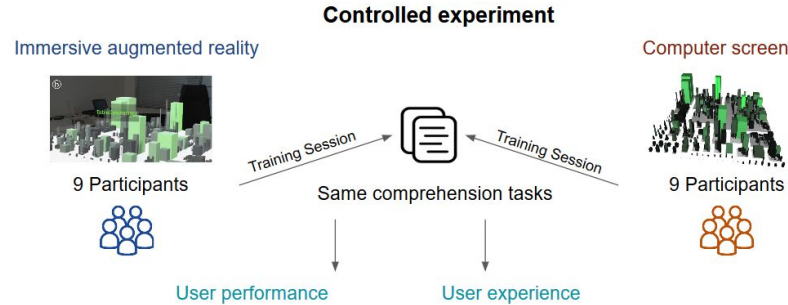 Controlled experiment
Immersive augmented reality
Computer screen
Training Session
Training Session
9 Participants
Same comprehension tasks
9 Participants
User performance
User experience